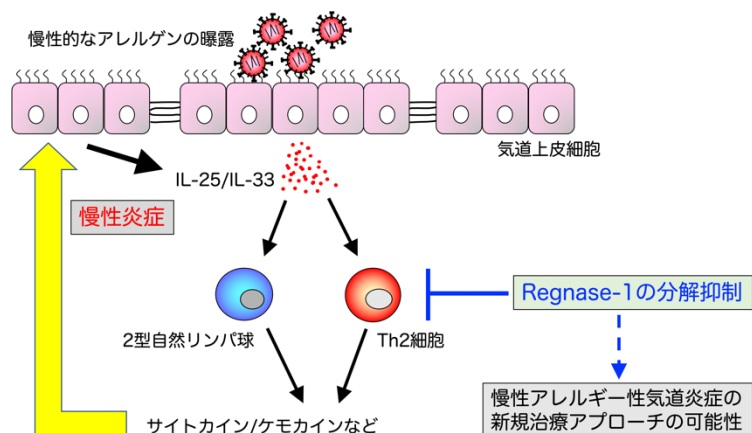 慢性的なアレルゲンの曝露
気道上皮細胞
IL-25/IL-33
慢性炎症
2型自然リンパ球
Th2細胞
Regnase-1の分解抑制
サイトカイン/ケモカインなど
慢性アレルギー性気道炎症の
新規治療アプローチの可能性